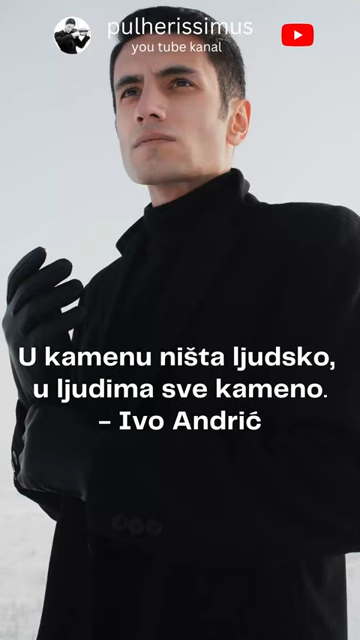 pulherissimus
you tube kanal
U kamenu ništa ljudsko,
u ljudima sve kameno.
- Ivo Andrić